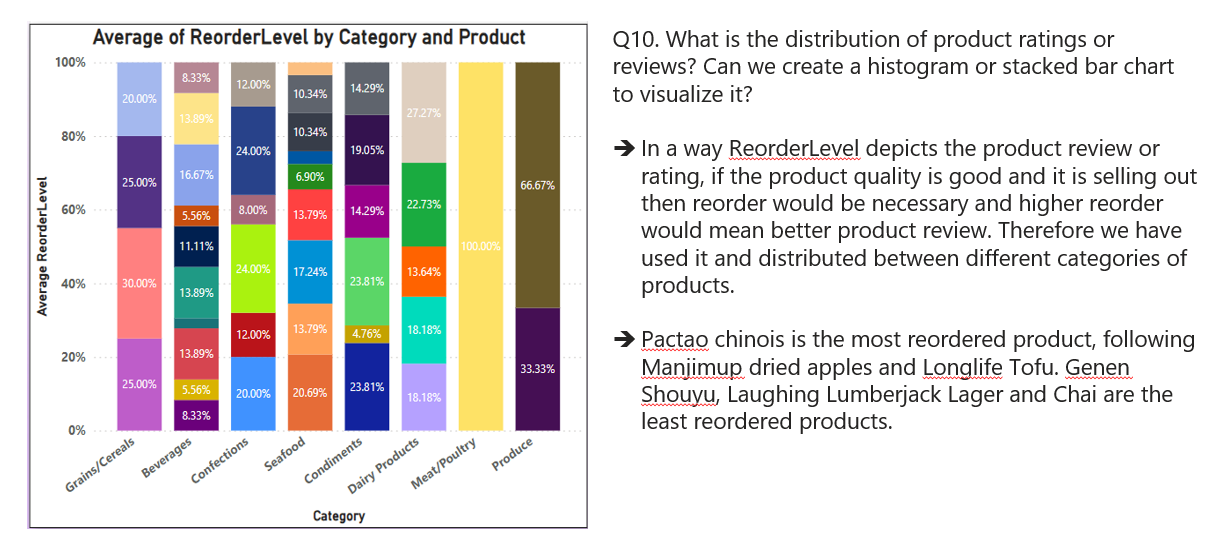 Average of ReorderLevel by Category and Product
100%
80%
60%
40%
20%
0%
Average ReorderLevel
20.00%
25.00%
30.00%
25.00%
8.33%
13.89%
16.67%
5.56%
11.11%
13.89%
13.89%
5.56%
8.33%
12.00%
24.00%
8.00%
24.00%
12.00%
20.00%
10.34%
10.34%
6.90%
13.79%
17.24%
13.79%
20.69%
14.29%
19.05%
14.29%
23.81%
4.76%
23.81%
27.27%
22.73%
13.64%
18.18%
18.18%
100.00%
66.67%
33.33%
Grains/Cereals
Beverages
Confections
Seafood
Condiments
Dairy Products
Meat/Poultry
Produce
Category
Q10. What is the distribution of product ratings or
reviews? Can we create a histogram or stacked bar chart
to visualize it?
➔ In a way ReorderLevel depicts the product review or
rating, if the product quality is good and it is selling out
then reorder would be necessary and higher reorder
would mean better product review. Therefore we have
used it and distributed between different categories of
products.
➔ Pactao chinois is the most reordered product, following
Manjimup dried apples and Longlife Tofu. Genen
Shouyu, Laughing Lumberjack Lager and Chai are the
least reordered products.